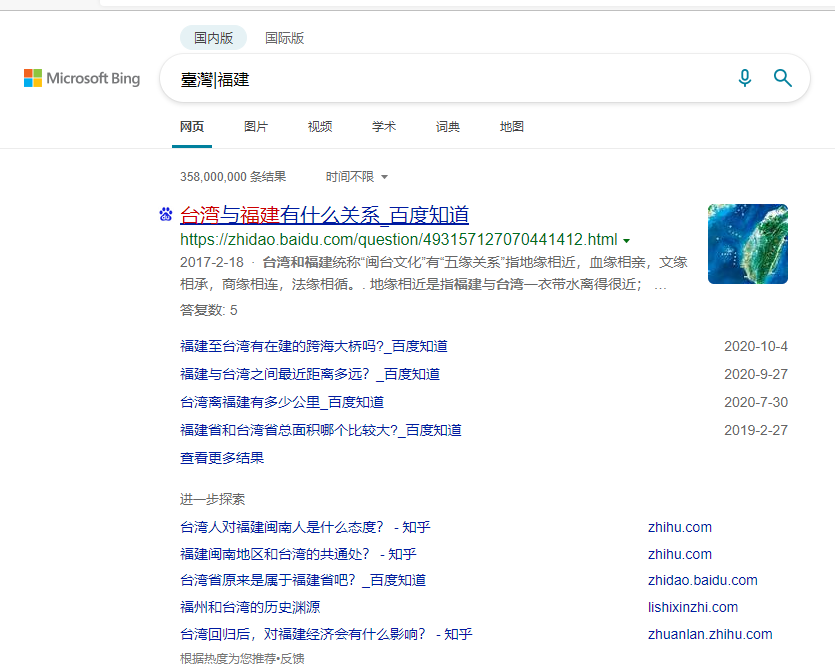 国内版 国际版
Microsoft Bing
臺灣|福建
网页 图片 视频 学术 词典 地图
358,000,000 条结果 时间不限
台湾与福建有什么关系_百度知道
https://zhidao.baidu.com/question/493157127070441412.html
2017-2-18 · 台湾和福建统称“闽台文化”有“五缘关系”指地缘相近，血缘相亲，文缘
相承，商缘相连，法缘相循。. 地缘相近是指福建与台湾一衣带水离得很近； …
答复数: 5
福建至台湾有在建的跨海大桥吗?_百度知道 2020-10-4
福建与台湾之间最近距离多远？_百度知道 2020-9-27
台湾离福建有多少公里_百度知道 2020-7-30
福建省和台湾省总面积哪个比较大?_百度知道 2019-2-27
查看更多结果
进一步探索
台湾人对福建闽南人是什么态度？ - 知乎 zhihu.com
福建闽南地区和台湾的共通处？ - 知乎 zhihu.com
台湾省原来是属于福建省吧？_百度知道 zhidao.baidu.com
福州和台湾的历史渊源 lishixinzhi.com
台湾回归后，对福建经济会有什么影响？ - 知乎 zhuanlan.zhihu.com
根据热度为您推荐•反馈